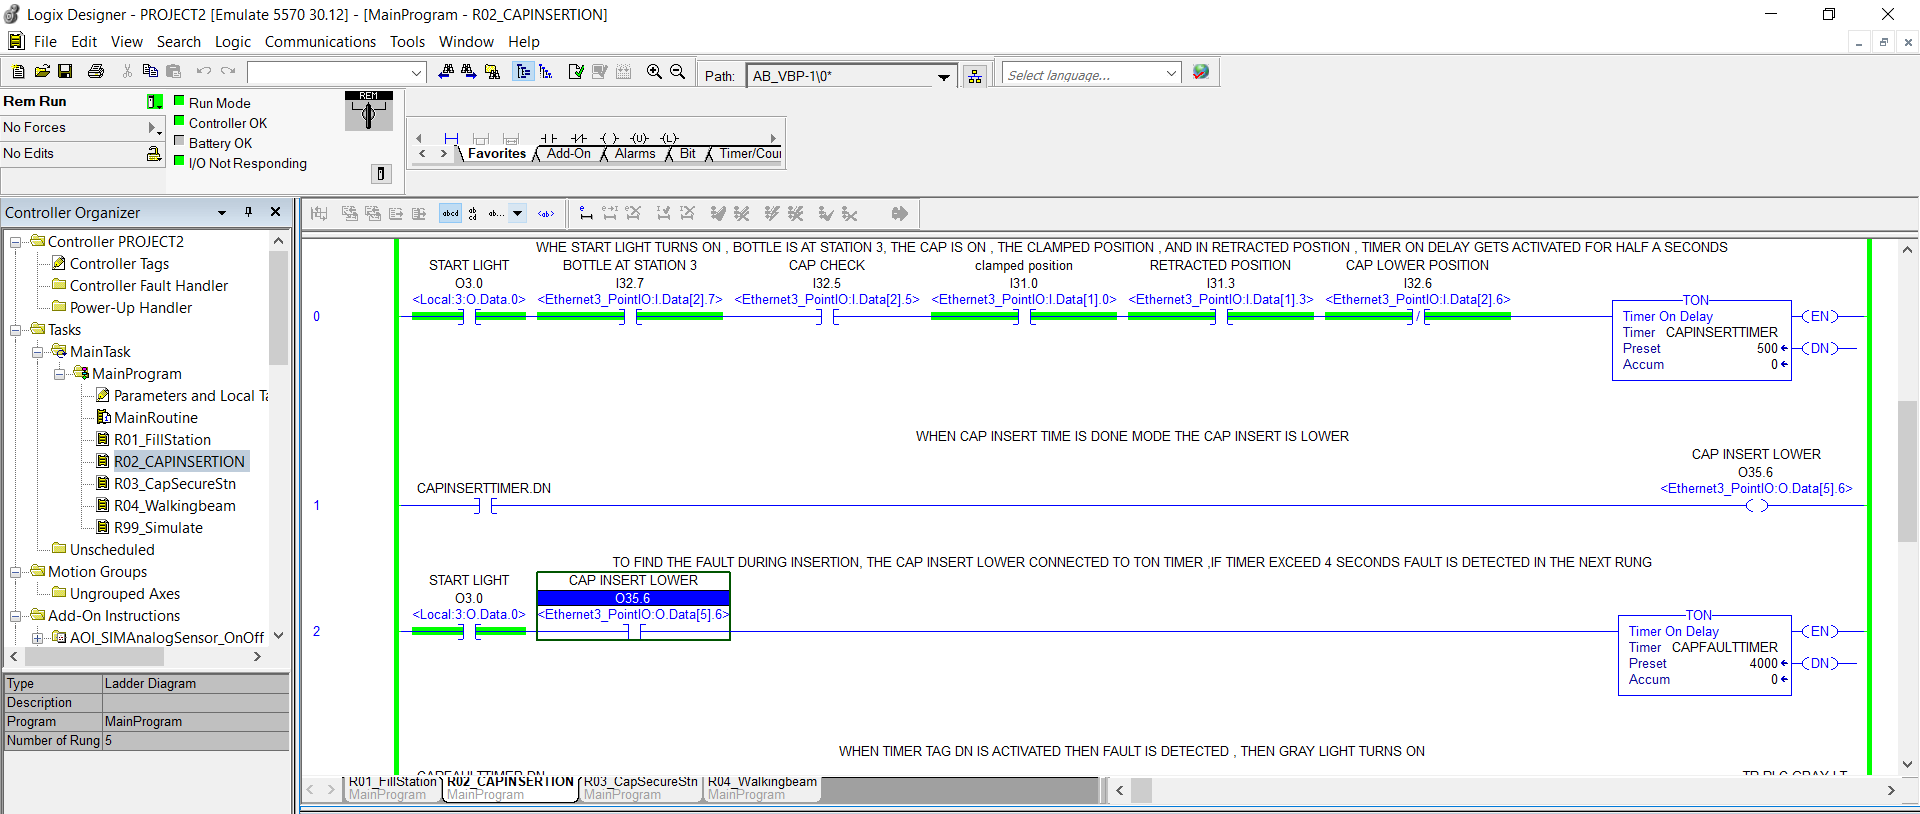 Logix Designer - PROJECT2 [Emulate 5570 30.12] - [MainProgram - R02_CAPINSERTION]
File Edit View Search Logic Communications Tools Window Help
Path: AB_VBP-1\0* Select language...
Rem Run
No Forces
No Edits
Run Mode
Controller OK
Battery OK
I/O Not Responding
REM
Favorites Add-On Alarms Bit Timer/Cou
Controller Organizer
Controller PROJECT2
Controller Tags
Controller Fault Handler
Power-Up Handler
Tasks
MainTask
MainProgram
Parameters and Local Ta
MainRoutine
R01_FillStation
R02_CAPINSERTION
R03_CapSecureStn
R04_Walkingbeam
R99_Simulate
Unscheduled
Motion Groups
Ungrouped Axes
Add-On Instructions
AOI_SIMAnalogSensor_OnOff
Type Ladder Diagram
Description
Program MainProgram
Number of Rung 5
WHE START LIGHT TURNS ON , BOTTLE IS AT STATION 3, THE CAP IS ON , THE CLAMPED POSITION , AND IN RETRACTED POSTION , TIMER ON DELAY GETS ACTIVATED FOR HALF A SECONDS
START LIGHT BOTTLE AT STATION 3 CAP CHECK clamped position RETRACTED POSITION CAP LOWER POSITION
O3.0 I32.7 I32.5 I31.0 I31.3 I32.6
<Local:3:O.Data.0> <Ethernet3_PointIO:I.Data[2].7> <Ethernet3_PointIO:I.Data[2].5> <Ethernet3_PointIO:I.Data[1].0> <Ethernet3_PointIO:I.Data[1].3> <Ethernet3_PointIO:I.Data[2].6>
0
TON
Timer On Delay (EN)
Timer CAPINSERTTIMER
Preset 500 (DN)
Accum 0
WHEN CAP INSERT TIME IS DONE MODE THE CAP INSERT IS LOWER
CAP INSERT LOWER
O35.6
CAPINSERTTIMER.DN <Ethernet3_PointIO:O.Data[5].6>
1
TO FIND THE FAULT DURING INSERTION, THE CAP INSERT LOWER CONNECTED TO TON TIMER ,IF TIMER EXCEED 4 SECONDS FAULT IS DETECTED IN THE NEXT RUNG
START LIGHT CAP INSERT LOWER
O3.0 O35.6
<Local:3:O.Data.0> <Ethernet3_PointIO:O.Data[5].6>
2
TON
Timer On Delay (EN)
Timer CAPFAULTTIMER
Preset 4000 (DN)
Accum 0
WHEN TIMER TAG DN IS ACTIVATED THEN FAULT IS DETECTED , THEN GRAY LIGHT TURNS ON
CAPFAULTTIMER.DN
R01_FillStation R02_CAPINSERTION R03_CapSecureStn R04_Walkingbeam
MainProgram MainProgram MainProgram MainProgram